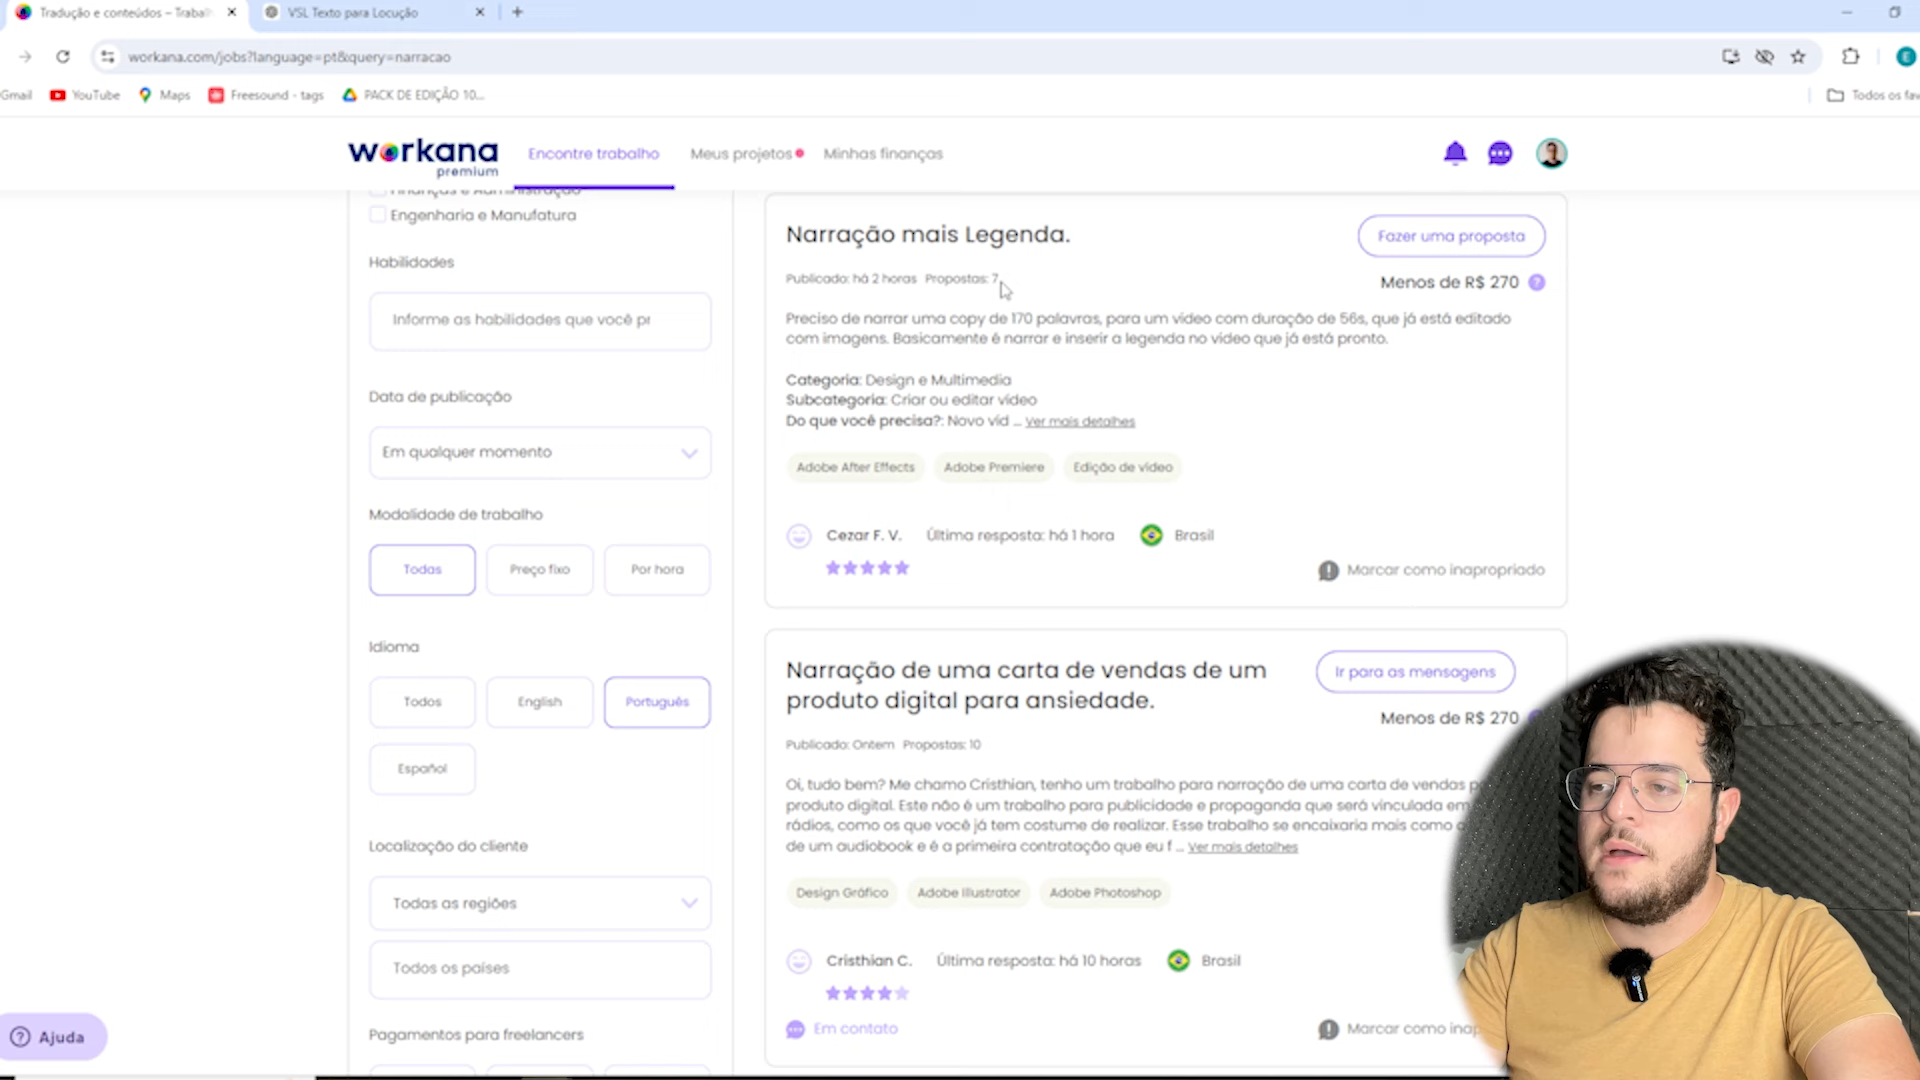 Tradução e conteúdos – Trabal
VSL Texto para Locução
workana.com/jobs?language=pt&query=narracao
Gmail
YouTube
Maps
Freesound - tags
PACK DE EDIÇÃO 10...
Todos os fav
workana
premium
Encontre trabalho
Meus projetos
Minhas finanças
Finanças e Administração
Engenharia e Manufatura
Habilidades
Informe as habilidades que você pr
Data de publicação
Em qualquer momento
Modalidade de trabalho
Todas
Preço fixo
Por hora
Idioma
Todos
English
Português
Español
Localização do cliente
Todas as regiões
Todos os países
Pagamentos para freelancers
Ajuda
Narração mais Legenda.
Fazer uma proposta
Publicado: há 2 horas Propostas: 7
Menos de R$ 270
Preciso de narrar uma copy de 170 palavras, para um vídeo com duração de 56s, que já está editado
com imagens. Basicamente é narrar e inserir a legenda no vídeo que já está pronto.
Categoria: Design e Multimedia
Subcategoria: Criar ou editar vídeo
Do que você precisa?: Novo víd ... Ver mais detalhes
Adobe After Effects
Adobe Premiere
Edição de vídeo
Cezar F. V.
Última resposta: há 1 hora
Brasil
Marcar como inapropriado
Narração de uma carta de vendas de um
produto digital para ansiedade.
Ir para as mensagens
Menos de R$ 270
Publicado: Ontem Propostas: 10
Oi, tudo bem? Me chamo Cristhian, tenho um trabalho para narração de uma carta de vendas p
produto digital. Este não é um trabalho para publicidade e propaganda que será vinculada em
rádios, como os que você já tem costume de realizar. Esse trabalho se encaixaria mais como
de um audiobook e é a primeira contratação que eu f ... Ver mais detalhes
Design Gráfico
Adobe Illustrator
Adobe Photoshop
Cristhian C.
Última resposta: há 10 horas
Brasil
Em contato
Marcar como inap